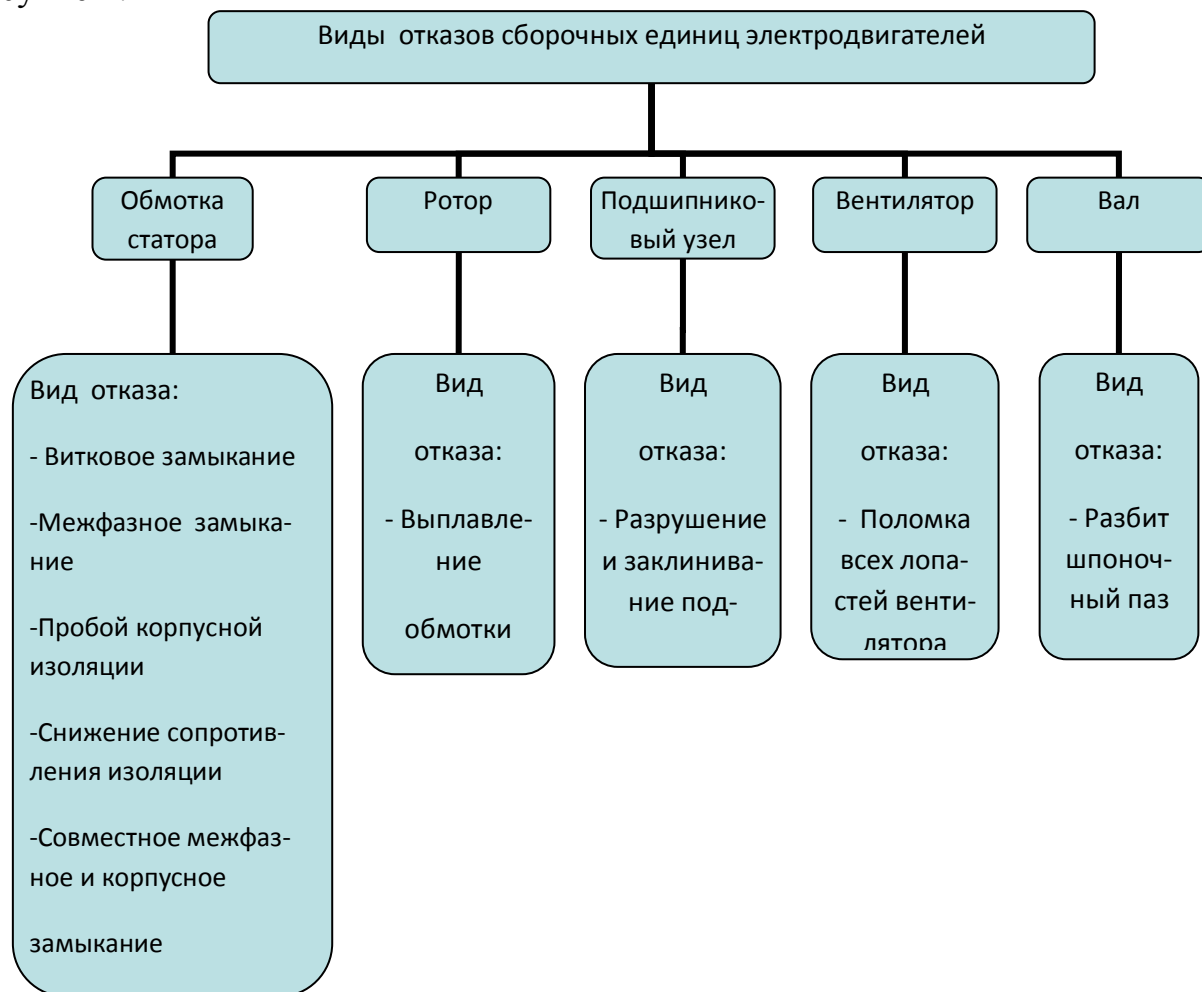 Виды отказов сборочных единиц электродвигателей
Обмотка
статора
Ротор
Подшипнико-
вый узел
Вентилятор
Вал
Вид отказа:
- Витковое замыкание
-Межфазное замыка-
ние
-Пробой корпусной
изоляции
-Снижение сопротив-
ления изоляции
-Совместное межфаз-
ное и корпусное
замыкание
Вид
отказа:
- Выплавле-
ние
обмотки
Вид
отказа:
- Разрушение
и заклинива-
ние под-
Вид
отказа:
- Поломка
всех лопа-
стей венти-
лятора
Вид
отказа:
- Разбит
шпоноч-
ный паз